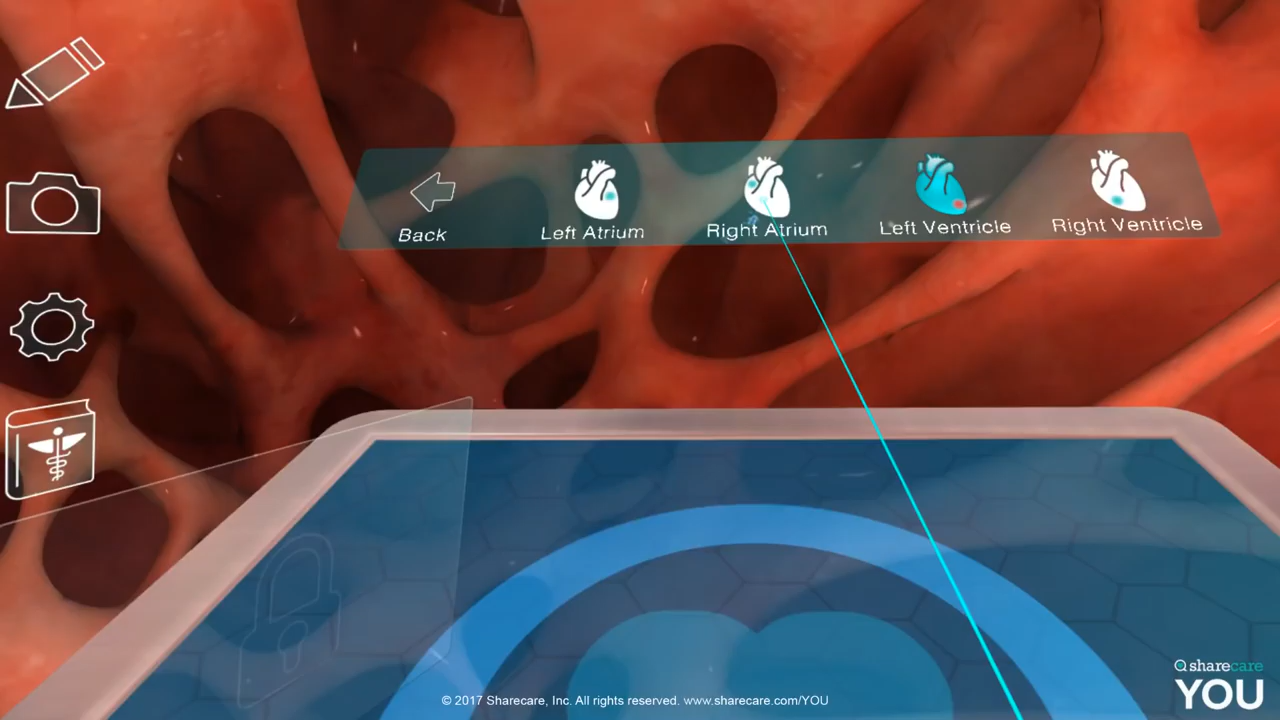 Back
Left Atrium
Right Atrium
Left Ventricle
Right Ventricle
sharecare
YOU
© 2017 Sharecare, Inc. All rights reserved. www.sharecare.com/YOU